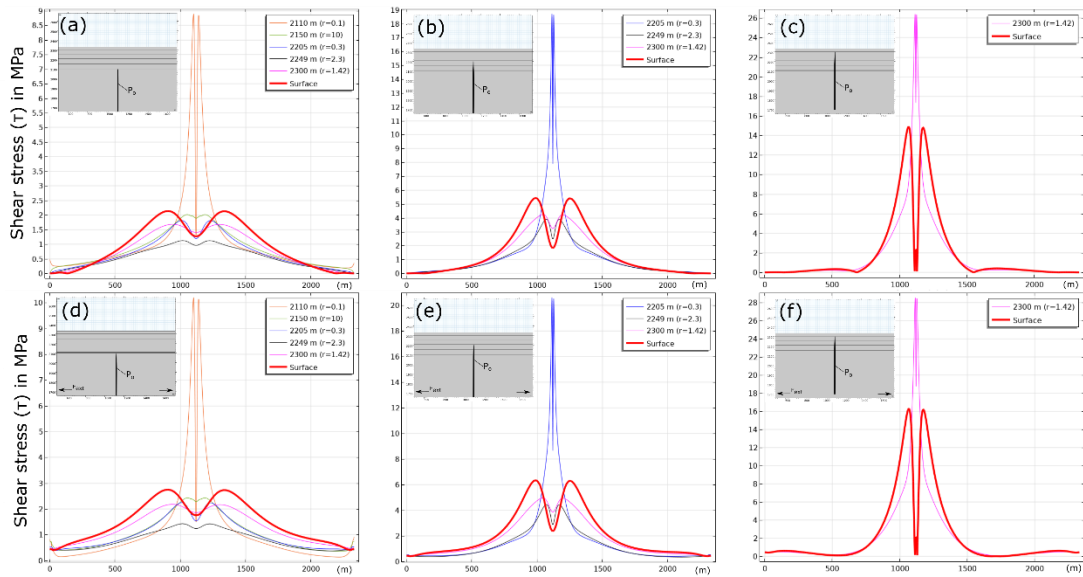 Shear stress (τ) in MPa
(a)
P₀
2110 m (r=0.1)
2150 m (r=10)
2205 m (r=0.3)
2249 m (r=2.3)
2300 m (r=1.42)
Surface
9
8.5
8
7.5
7
6.5
6
5.5
5
4.5
4
3.5
3
2.5
2
1.5
1
0.5
0
0 500 1000 1500 2000 (m)
(b)
P₀
2205 m (r=0.3)
2249 m (r=2.3)
2300 m (r=1.42)
Surface
19
18
17
16
15
14
13
12
11
10
9
8
7
6
5
4
3
2
1
0
0 500 1000 1500 2000 (m)
(c)
P₀
2300 m (r=1.42)
Surface
26
24
22
20
18
16
14
12
10
8
6
4
2
0
0 500 1000 1500 2000 (m)
Shear stress (τ) in MPa
(d)
P₀
2110 m (r=0.1)
2150 m (r=10)
2205 m (r=0.3)
2249 m (r=2.3)
2300 m (r=1.42)
Surface
10
9
8
7
6
5
4
3
2
1
0
0 500 1000 1500 2000 (m)
(e)
P₀
2205 m (r=0.3)
2249 m (r=2.3)
2300 m (r=1.42)
Surface
20
18
16
14
12
10
8
6
4
2
0
0 500 1000 1500 2000 (m)
(f)
P₀
2300 m (r=1.42)
Surface
28
26
24
22
20
18
16
14
12
10
8
6
4
2
0
0 500 1000 1500 2000 (m)